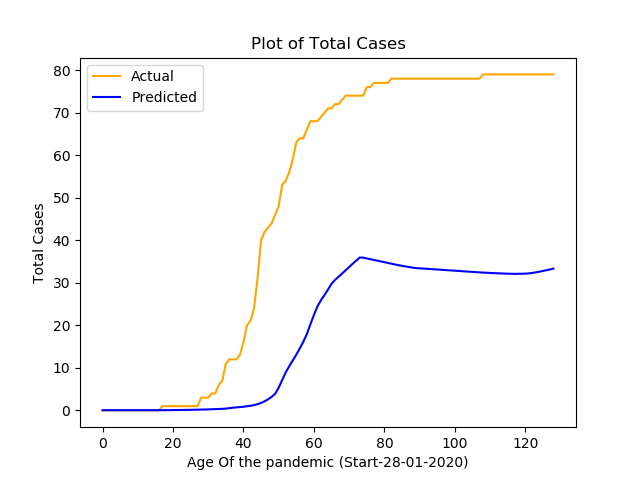 Plot of Total Cases
Actual
Predicted
Total Cases
80
70
60
50
40
30
20
10
0
0 20 40 60 80 100 120
Age Of the pandemic (Start-28-01-2020)